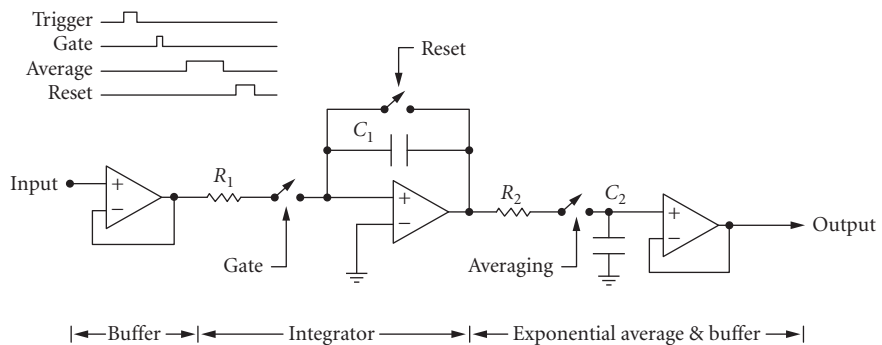 Trigger
Gate
Average
Reset
Reset
C1
Input
+
−
R1
Gate
+
−
R2
Averaging
C2
+
−
Output
Buffer
Integrator
Exponential average & buffer